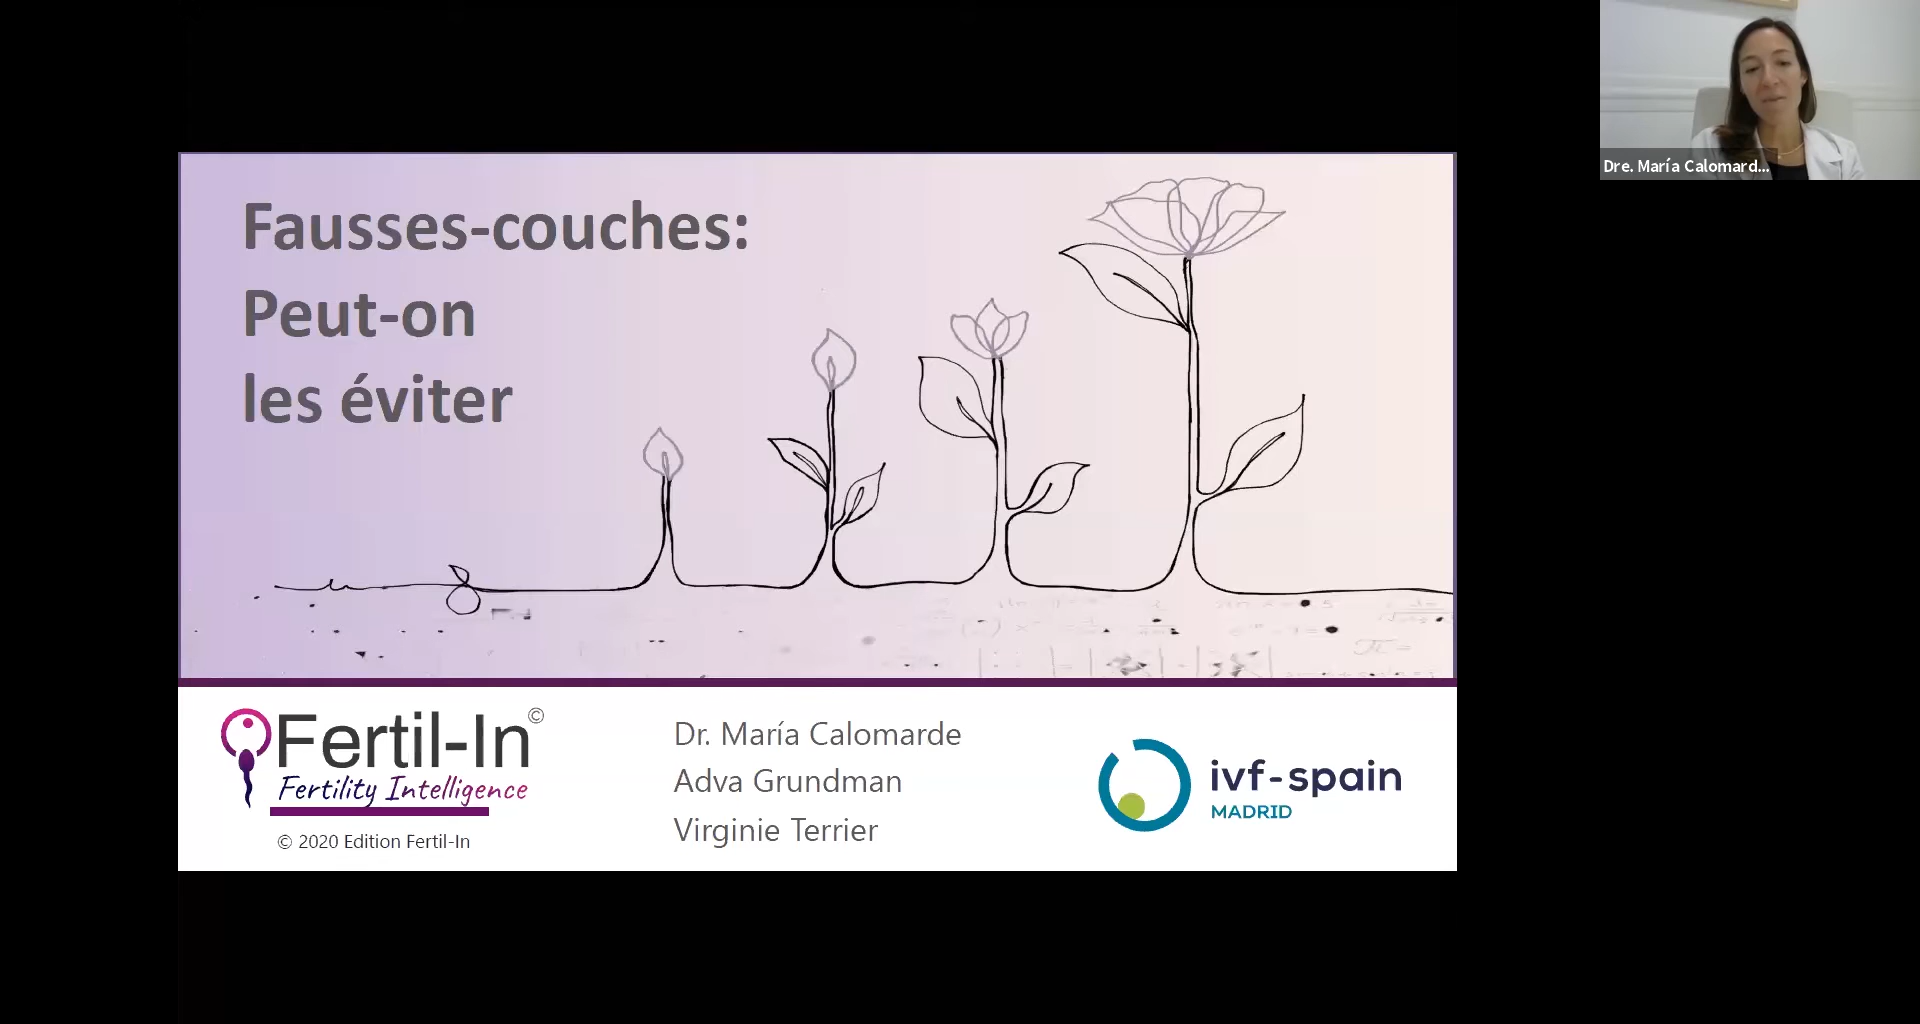 Fausses-couches:
Peut-on
les éviter
Fertil-In©
Fertility Intelligence
© 2020 Edition Fertil-In
Dr. María Calomarde
Adva Grundman
Virginie Terrier
ivf-spain
MADRID
Dre. María Calomard...